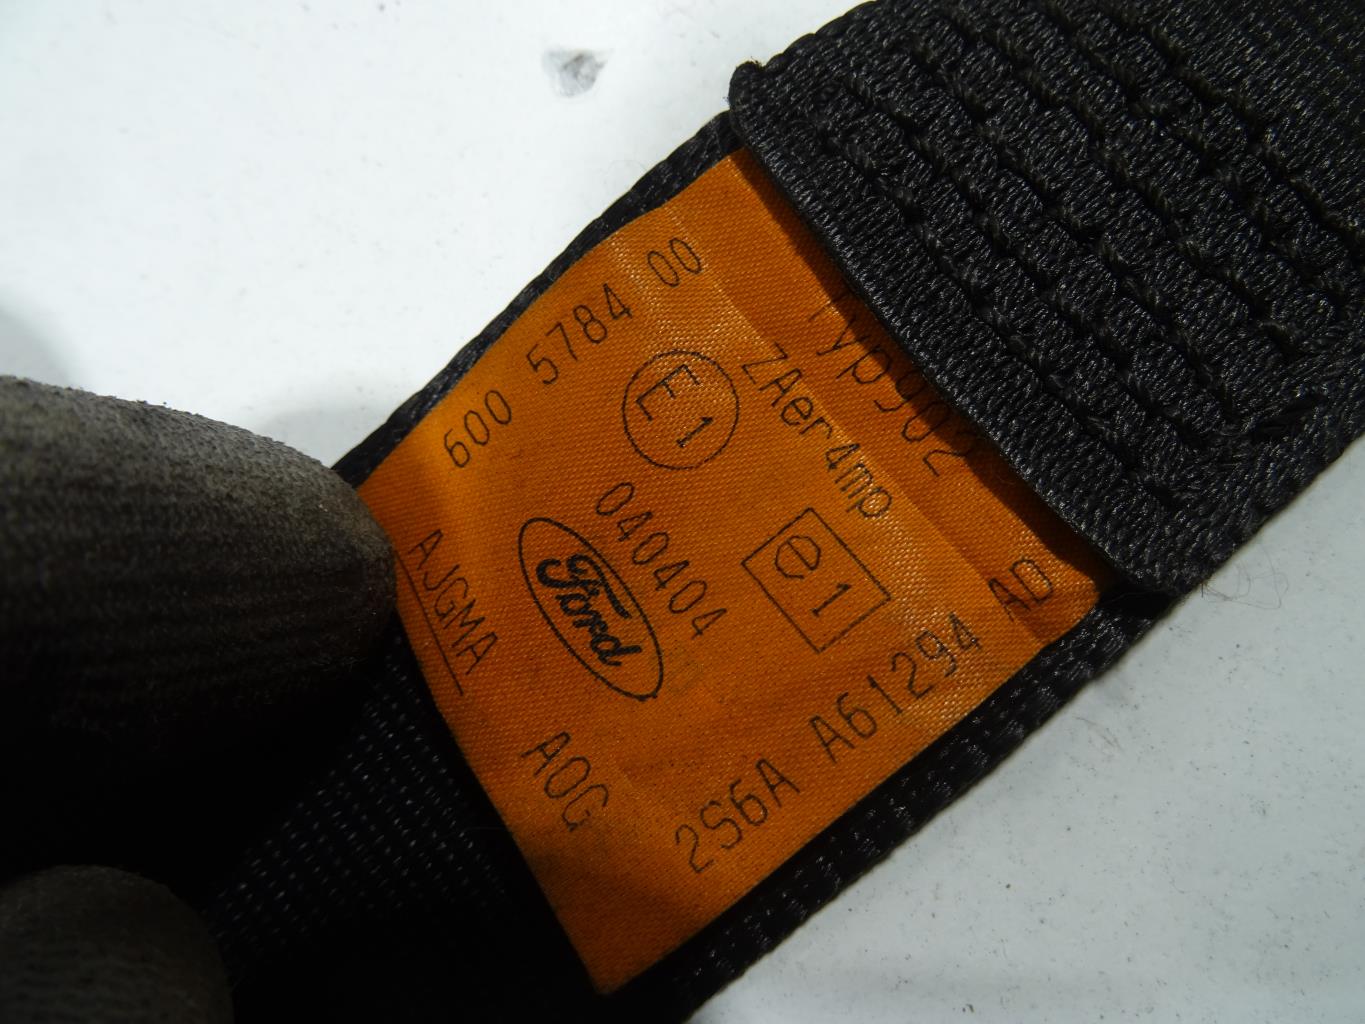 600 5784 00
Typ902
ZAer4mp
E1
e1
040404
Ford
AJGMA
AOG
2S6A A61294 AD